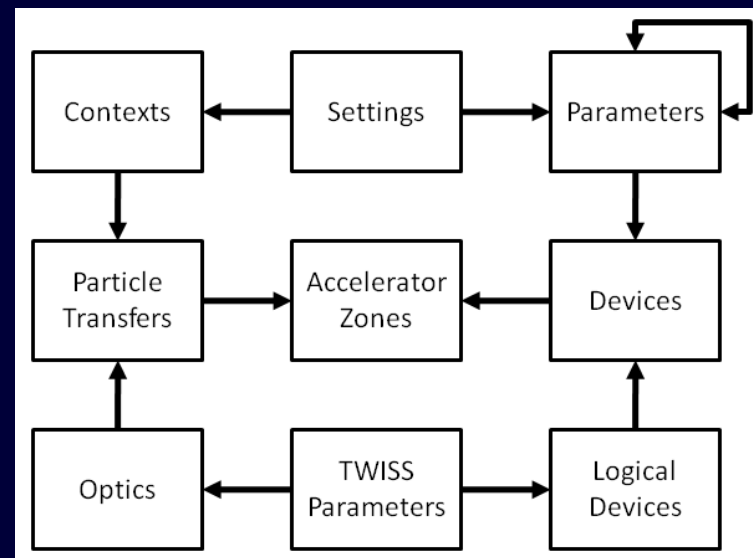 Contexts
Settings
Parameters
Particle
Transfers
Accelerator
Zones
Devices
Optics
TWISS
Parameters
Logical
Devices